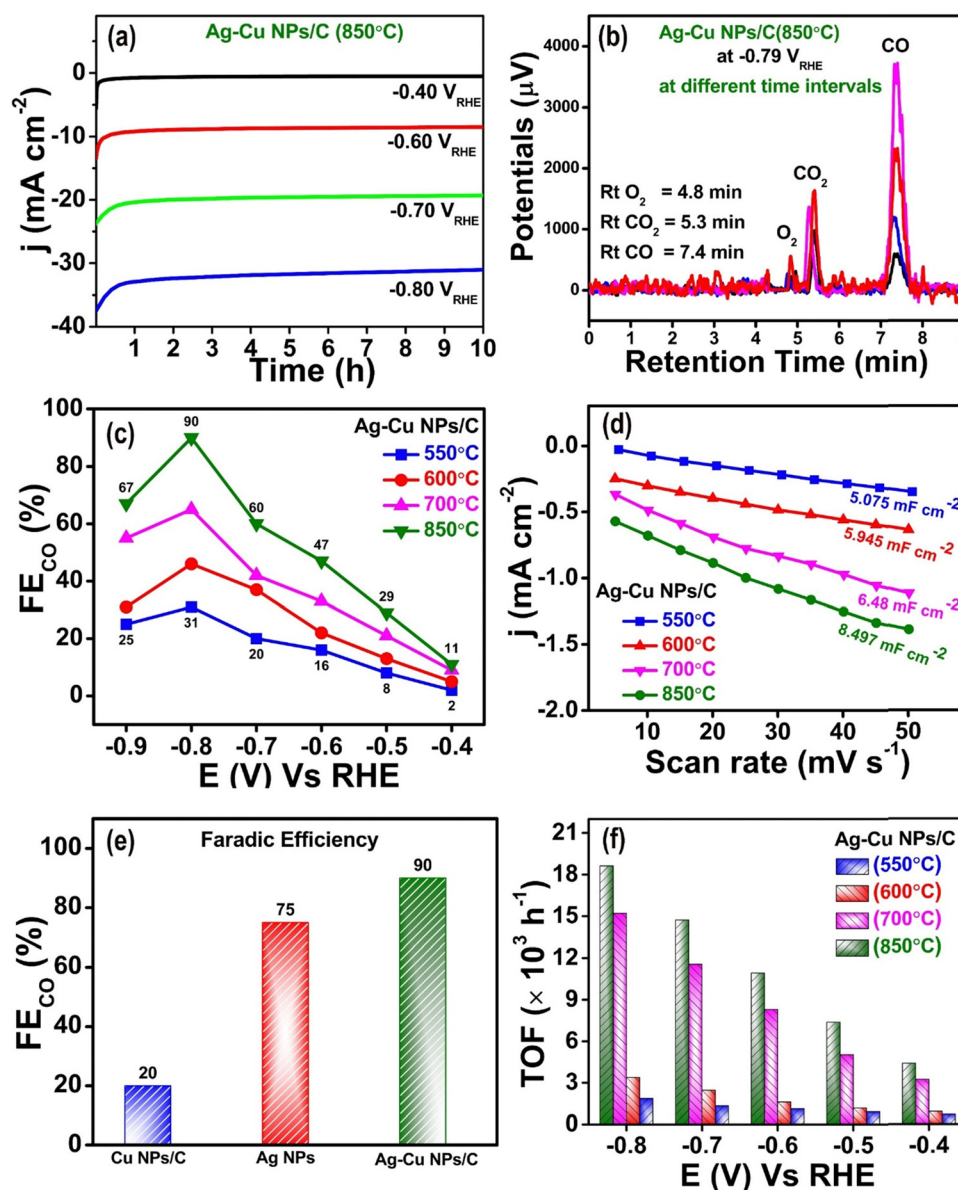 (a)
Ag-Cu NPs/C (850°C)
0
-10
-20
-30
-40
j (mA cm⁻²)
-0.40 V_RHE
-0.60 V_RHE
-0.70 V_RHE
-0.80 V_RHE
1 2 3 4 5 6 7 8 9 10
Time (h)
(b)
Ag-Cu NPs/C(850°C)
at -0.79 V_RHE
at different time intervals
CO
CO₂
O₂
Rt O₂ = 4.8 min
Rt CO₂ = 5.3 min
Rt CO = 7.4 min
4000
3000
2000
1000
0
Potentials (μV)
0 1 2 3 4 5 6 7 8
Retention Time (min)
(c)
Ag-Cu NPs/C
550°C
600°C
700°C
850°C
100
80
60
40
20
0
FE_CO (%)
67
90
60
47
29
11
25
31
20
16
8
2
-0.9 -0.8 -0.7 -0.6 -0.5 -0.4
E (V) Vs RHE
(d)
0.0
-0.5
-1.0
-1.5
-2.0
j (mA cm⁻²)
5.075 mF cm⁻²
5.945 mF cm⁻²
6.48 mF cm⁻²
8.497 mF cm⁻²
Ag-Cu NPs/C
550°C
600°C
700°C
850°C
10 20 30 40 50
Scan rate (mV s⁻¹)
(e)
Faradic Efficiency
100
80
60
40
20
0
FE_CO (%)
20
75
90
Cu NPs/C Ag NPs Ag-Cu NPs/C
(f)
Ag-Cu NPs/C
(550°C)
(600°C)
(700°C)
(850°C)
21
18
15
12
9
6
3
0
TOF (× 10³ h⁻¹)
-0.8 -0.7 -0.6 -0.5 -0.4
E (V) Vs RHE